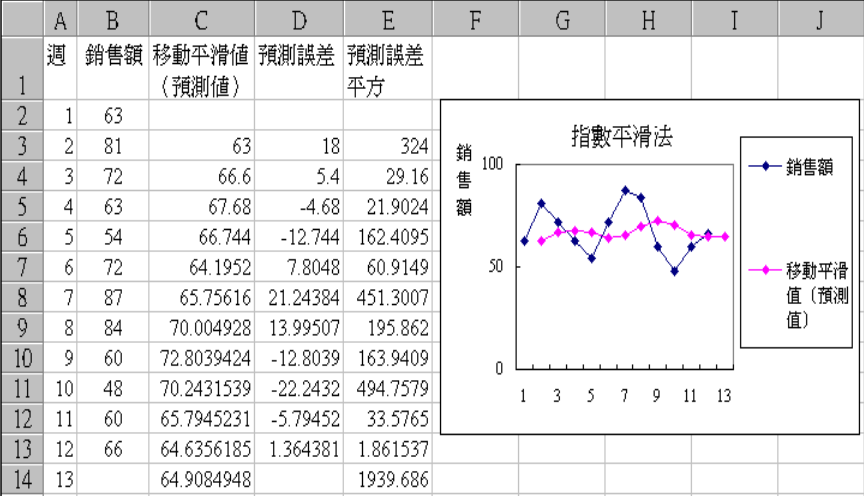 A B C D E F G H I J
1 週 銷售額 移動平滑值 預測誤差 預測誤差
（預測值） 平方
2 1 63
3 2 81 63 18 324
4 3 72 66.6 5.4 29.16
5 4 63 67.68 -4.68 21.9024
6 5 54 66.744 -12.744 162.4095
7 6 72 64.1952 7.8048 60.9149
8 7 87 65.75616 21.24384 451.3007
9 8 84 70.004928 13.99507 195.862
10 9 60 72.8039424 -12.8039 163.9409
11 10 48 70.2431539 -22.2432 494.7579
12 11 60 65.7945231 -5.79452 33.5765
13 12 66 64.6356185 1.364381 1.861537
14 13 64.9084948 1939.686
指數平滑法
銷售額
100
50
0
1 3 5 7 9 11 13
銷售額
移動平滑
值（預測
值）